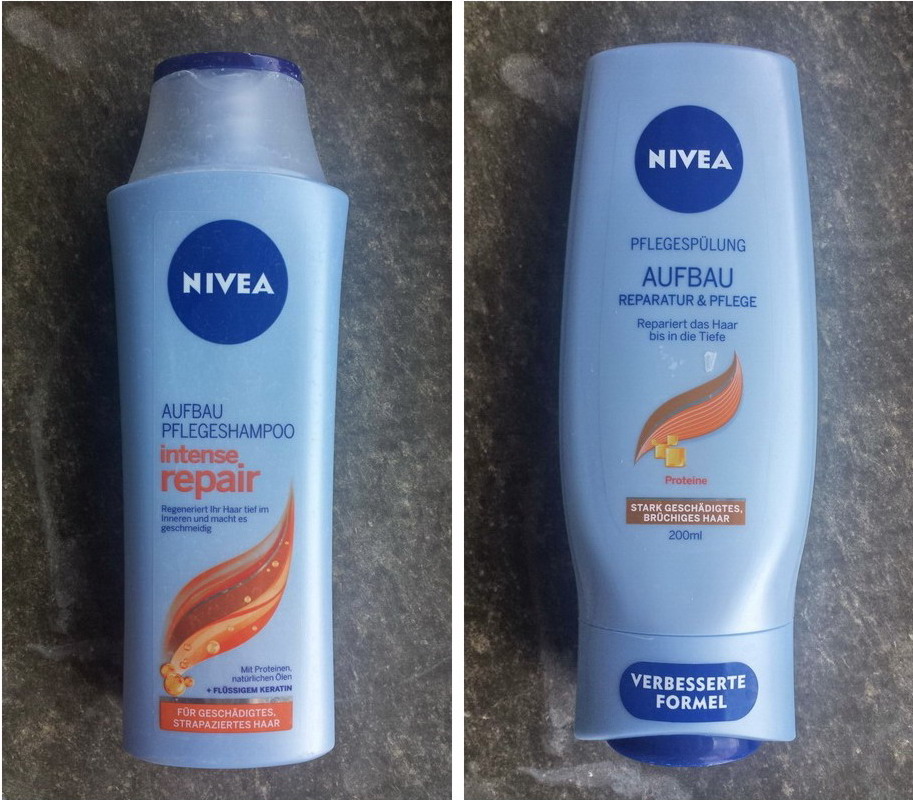 NIVEA
AUFBAU
PFLEGESHAMPOO
intense
repair
Regeneriert Ihr Haar tief im
Inneren und macht es
geschmeidig
Mit Proteinen,
natürlichen Ölen
+ FLÜSSIGEM KERATIN
FÜR GESCHÄDIGTES,
STRAPAZIERTES HAAR
NIVEA
PFLEGESPÜLUNG
AUFBAU
REPARATUR & PFLEGE
Repariert das Haar
bis in die Tiefe
Proteine
STARK GESCHÄDIGTES,
BRÜCHIGES HAAR
200ml
VERBESSERTE
FORMEL